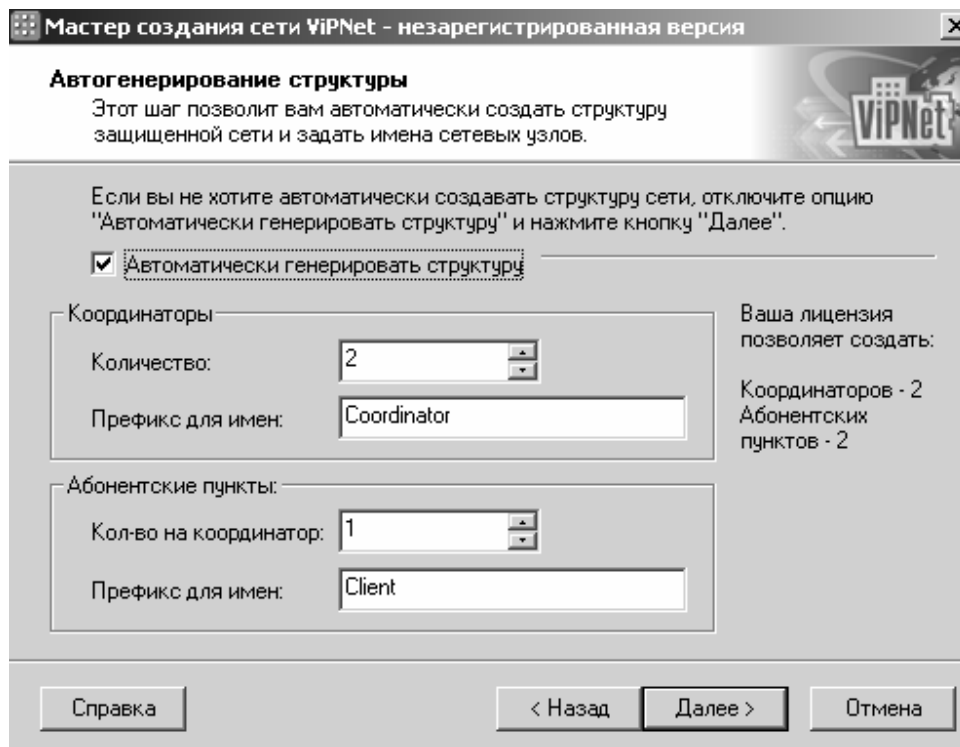 Мастер создания сети ViPNet - незарегистрированная версия
Автогенерирование структуры
Этот шаг позволит вам автоматически создать структуру
защищенной сети и задать имена сетевых узлов.
ViPNet
Если вы не хотите автоматически создавать структуру сети, отключите опцию
"Автоматически генерировать структуру" и нажмите кнопку "Далее".
Автоматически генерировать структуру
Координаторы
Количество: 2
Префикс для имен: Coordinator
Ваша лицензия
позволяет создать:
Координаторов - 2
Абонентских
пунктов - 2
Абонентские пункты:
Кол-во на координатор: 1
Префикс для имен: Client
Справка < Назад Далее > Отмена